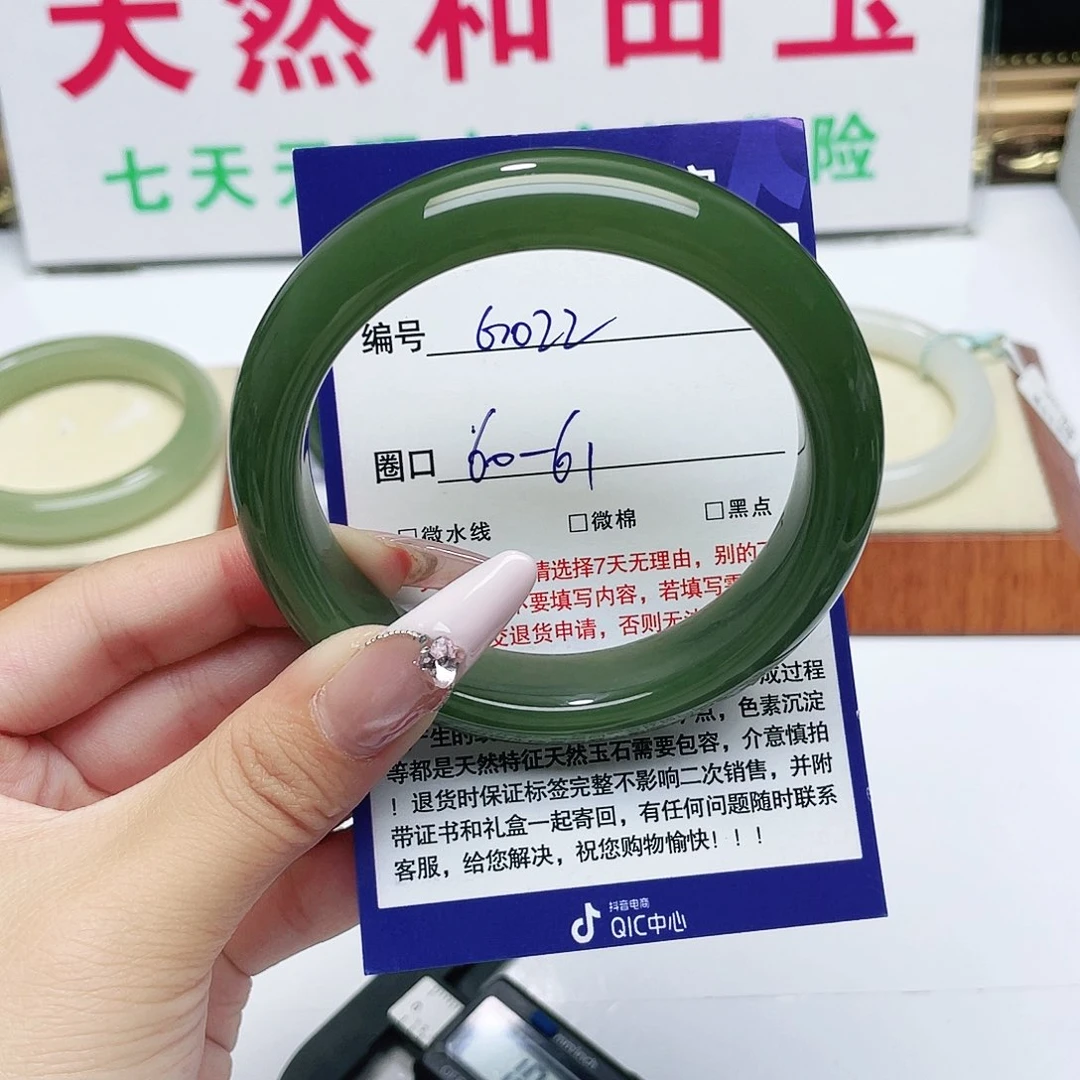 天然和田玉
七天无理 险
编号 G022
圈口 60-61
□微水线 □微棉 □黑点
请选择7天无理由，别的
要填写内容，若填写
交退货申请，否则无
成过程
点，色素沉淀
等都是天然特征天然玉石需要包容，介意慎拍
！退货时保证标签完整不影响二次销售，并附
带证书和礼盒一起寄回，有任何问题随时联系
客服，给您解决，祝您购物愉快！！！
抖音电商
QIC中心